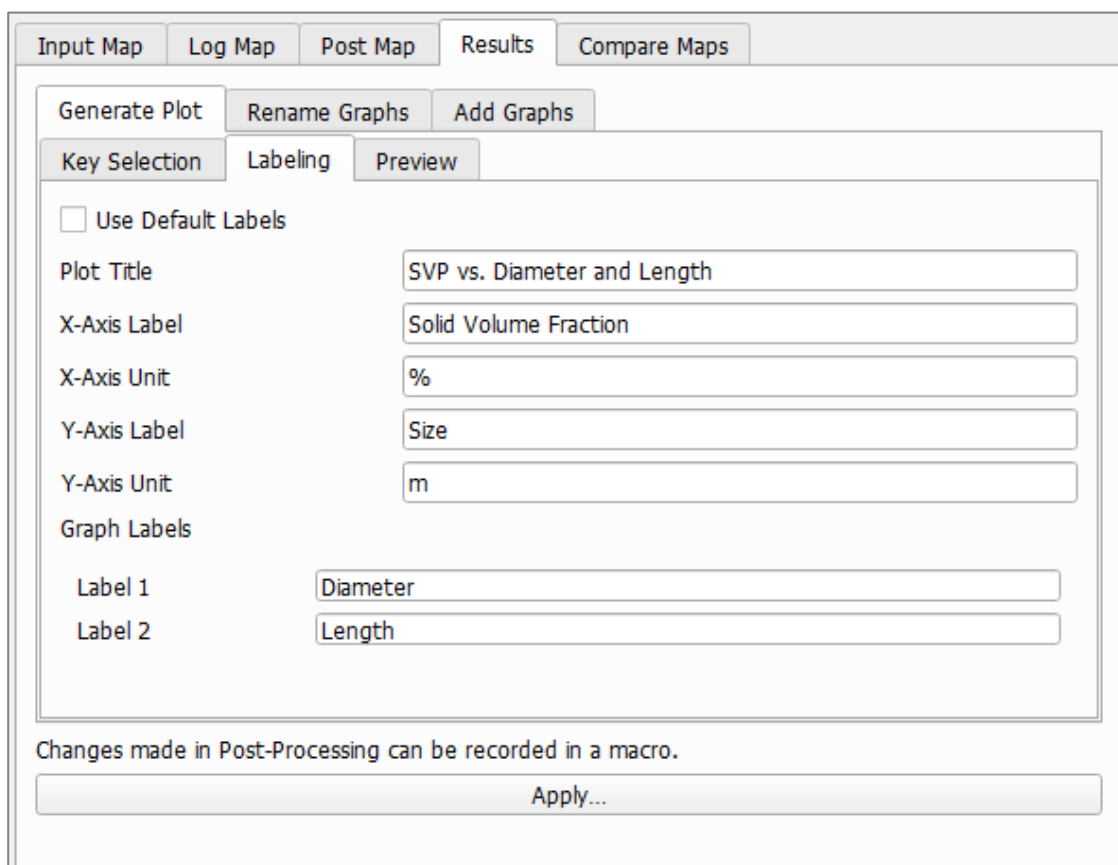 Input Map Log Map Post Map Results Compare Maps
Generate Plot Rename Graphs Add Graphs
Key Selection Labeling Preview
Use Default Labels
Plot Title SVP vs. Diameter and Length
X-Axis Label Solid Volume Fraction
X-Axis Unit %
Y-Axis Label Size
Y-Axis Unit m
Graph Labels
Label 1 Diameter
Label 2 Length
Changes made in Post-Processing can be recorded in a macro.
Apply...